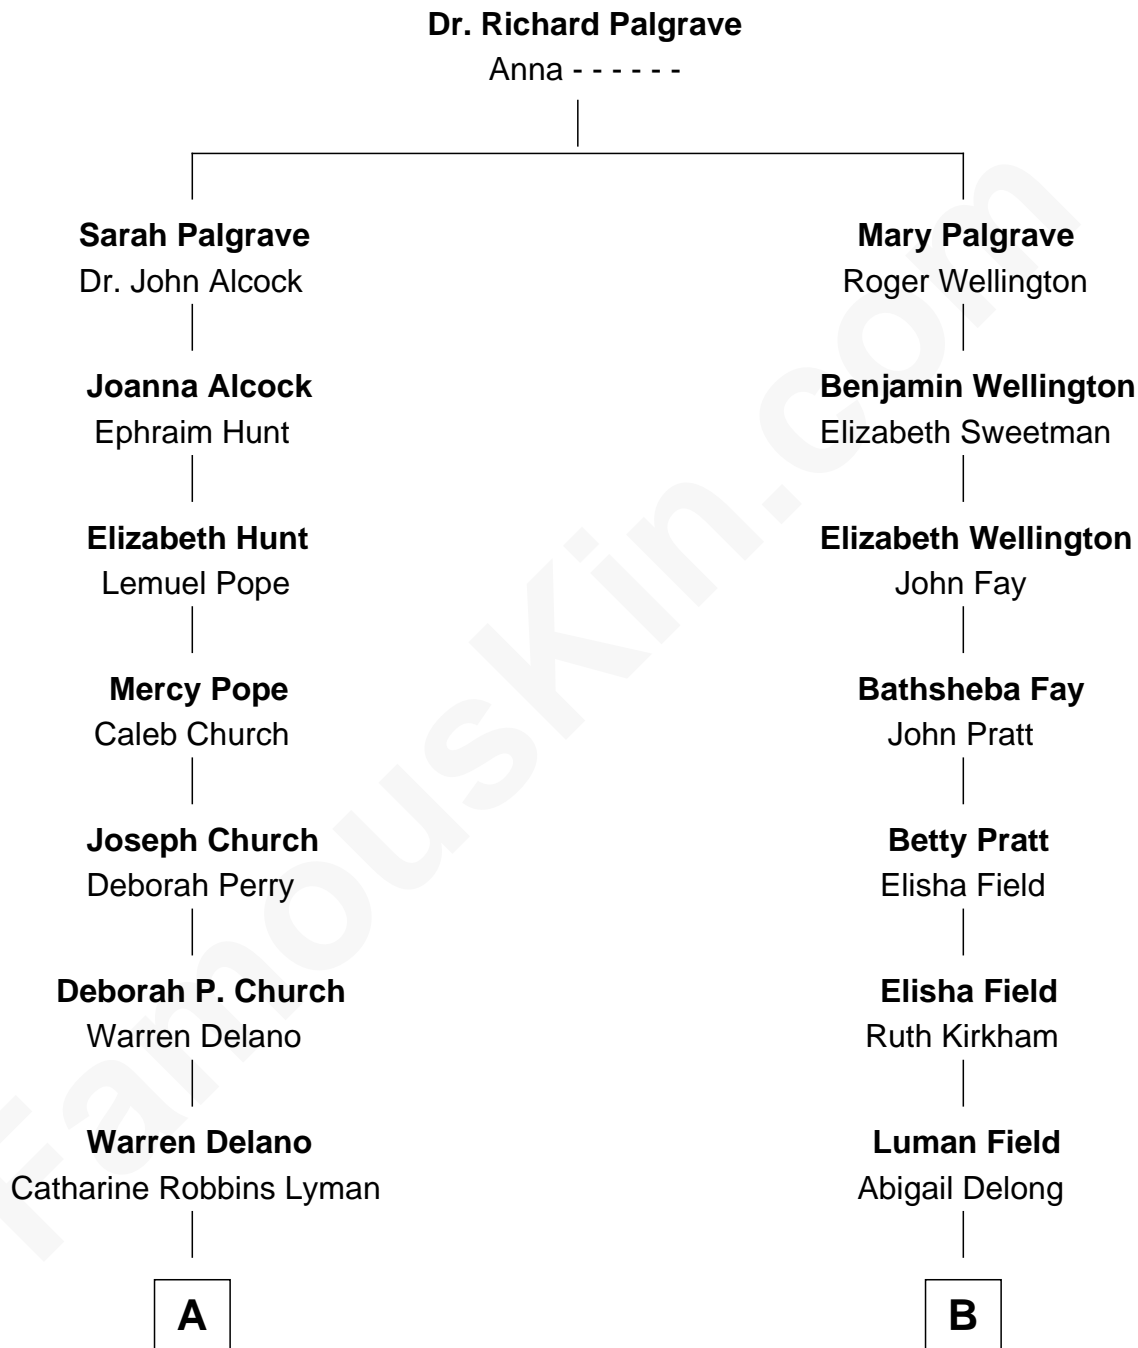 Dr. Richard Palgrave
Anna - - - - - -
Sarah Palgrave
Dr. John Alcock
Mary Palgrave
Roger Wellington
Joanna Alcock
Ephraim Hunt
Benjamin Wellington
Elizabeth Sweetman
Elizabeth Hunt
Lemuel Pope
Elizabeth Wellington
John Fay
Mercy Pope
Caleb Church
Bathsheba Fay
John Pratt
Joseph Church
Deborah Perry
Betty Pratt
Elisha Field
Deborah P. Church
Warren Delano
Elisha Field
Ruth Kirkham
Warren Delano
Catharine Robbins Lyman
Luman Field
Abigail Delong
A
B
FamousKin.com